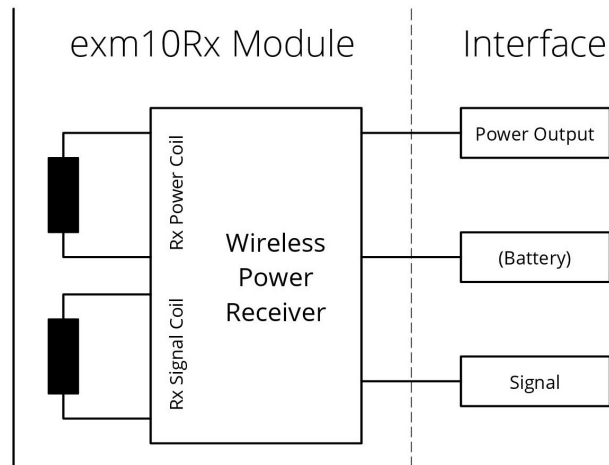 exm10Rx Module
Interface
Rx Power Coil
Rx Signal Coil
Wireless
Power
Receiver
Power Output
(Battery)
Signal